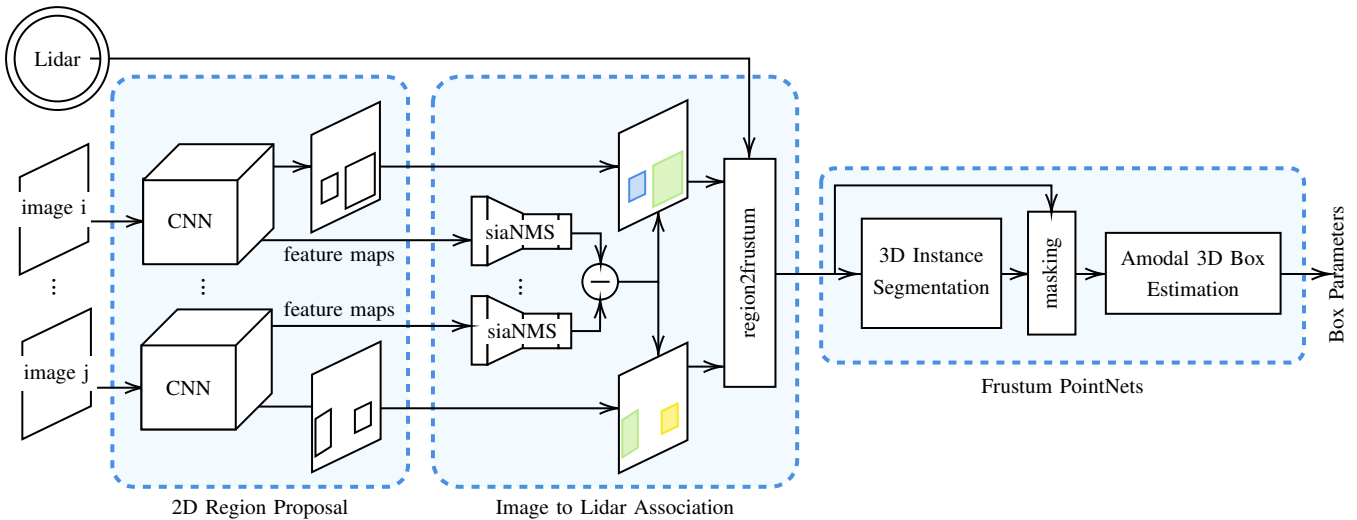 Lidar
image i
⋮
image j
CNN
⋮
CNN
feature maps
feature maps
2D Region Proposal
siaNMS
⋮
siaNMS
−
region2frustum
Image to Lidar Association
3D Instance
Segmentation
masking
Amodal 3D Box
Estimation
Frustum PointNets
Box Parameters